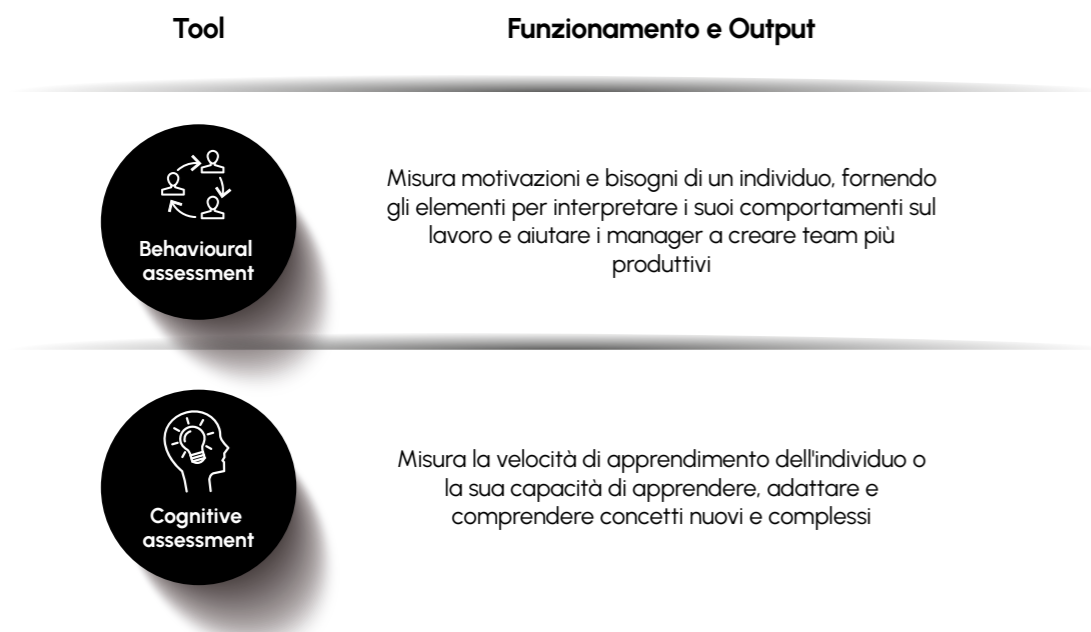 Tool
Funzionamento e Output
Behavioural
assessment
Misura motivazioni e bisogni di un individuo, fornendo
gli elementi per interpretare i suoi comportamenti sul
lavoro e aiutare i manager a creare team più
produttivi
Cognitive
assessment
Misura la velocità di apprendimento dell'individuo o
la sua capacità di apprendere, adattare e
comprendere concetti nuovi e complessi